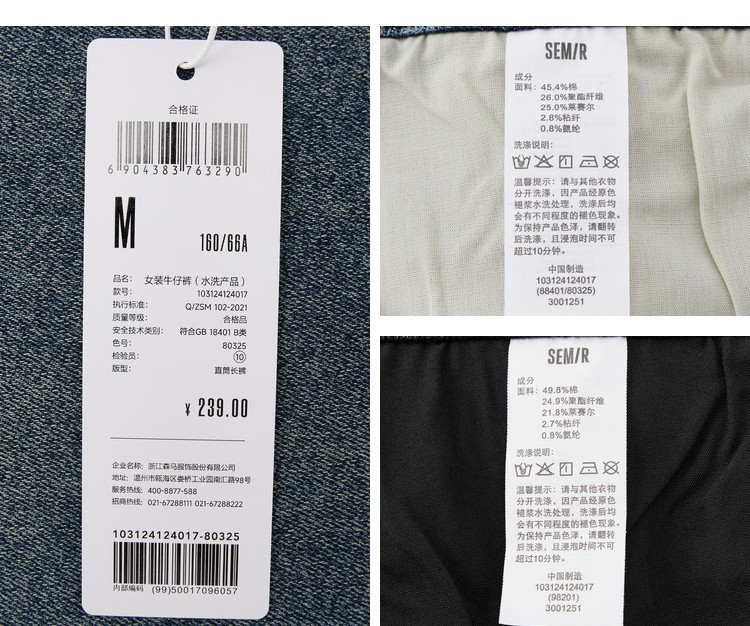 合格证
6 904383 763290
M
160/66A
品名: 女装牛仔裤(水洗产品)
款号: 103124124017
执行标准: Q/ZSM 102-2021
质量等级: 合格品
安全技术类别: 符合GB 18401 B类
色号: 80325
检验员: ⑩
版型: 直筒长裤
¥ 239.00
企业名称: 浙江森马服饰股份有限公司
地址: 温州市瓯海区娄桥工业园南汇路98号
服务热线: 400-8877-588
招商热线: 021-67288111 021-67288222
103124124017-80325
内部编码 (99)50017096057
SEM/R
成分
面料: 45.4%棉
26.0%聚酯纤维
25.0%莱赛尔
2.8%粘纤
0.8%氨纶
洗涤说明:
温馨提示: 请与其他衣物
分开洗涤, 因产品经原色
褪浆水洗处理, 洗涤后均
会有不同程度的褪色现象。
为保持产品色泽, 请翻转
后洗涤, 且浸泡时间不可
超过10分钟。
中国制造
103124124017
(88401/80325)
3001251
SEM/R
成分
面料: 49.8%棉
24.9%聚酯纤维
21.8%莱赛尔
2.7%粘纤
0.8%氨纶
洗涤说明:
温馨提示: 请与其他衣物
分开洗涤, 因产品经原色
褪浆水洗处理, 洗涤后均
会有不同程度的褪色现象。
为保持产品色泽, 请翻转
后洗涤, 且浸泡时间不可
超过10分钟。
中国制造
103124124017
(98201)
3001251